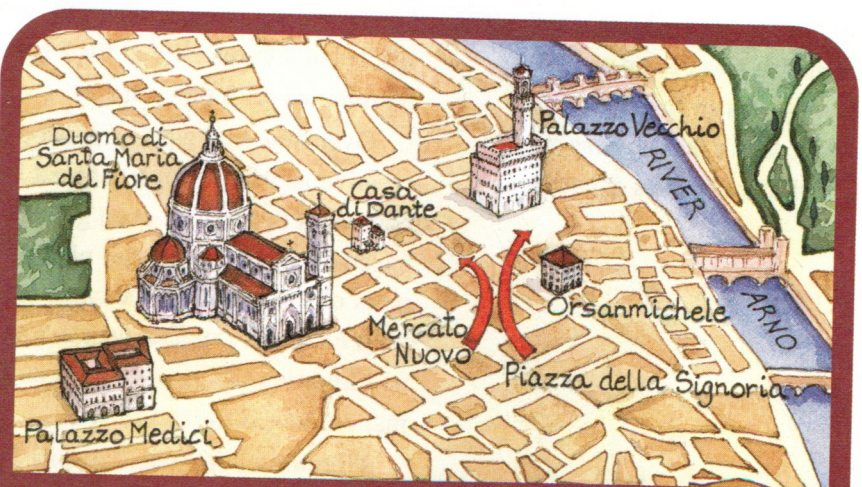 Duomo di
Santa Maria
del Fiore
Casa
di Dante
Palazzo Vecchio
RIVER
ARNO
Orsanmichele
Mercato
Nuovo
Piazza della Signoria
Palazzo Medici